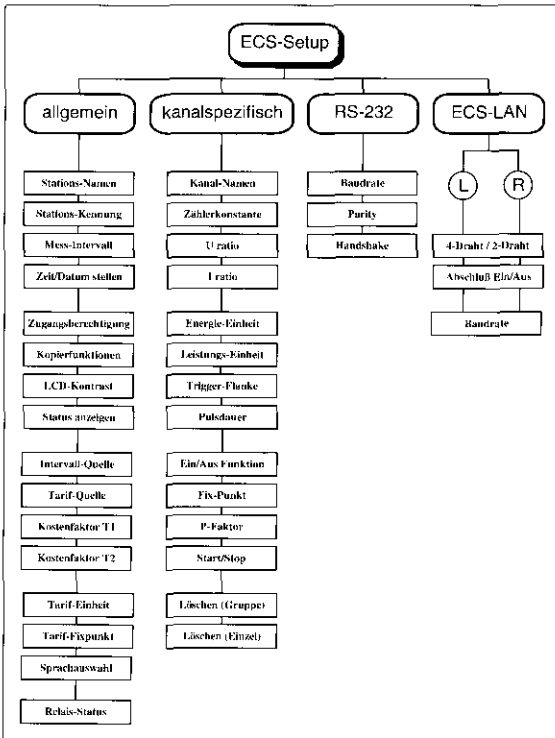 ECS-Setup
allgemein
Stations-Namen
Stations-Kennung
Mess-Intervall
Zeit/Datum stellen
Zugangsberechtigung
Kopierfunktionen
LCD-Kontrast
Status anzeigen
Intervall-Quelle
Tarif-Quelle
Kostenfaktor T1
Kostenfaktor T2
Tarif-Einheit
Tarif-Fixpunkt
Sprachauswahl
Relais-Status
kanalspezifisch
Kanal-Namen
Zählerkonstante
U ratio
I ratio
Energie-Einheit
Leistungs-Einheit
Trigger-Flanke
Pulsdauer
Ein/Aus Funktion
Fix-Punkt
P-Faktor
Start/Stop
Löschen (Gruppe)
Löschen (Einzel)
RS-232
Baudrate
Purity
Handshake
ECS-LAN
L R
4-Draht / 2-Draht
Abschluß Ein/Aus
Baudrate